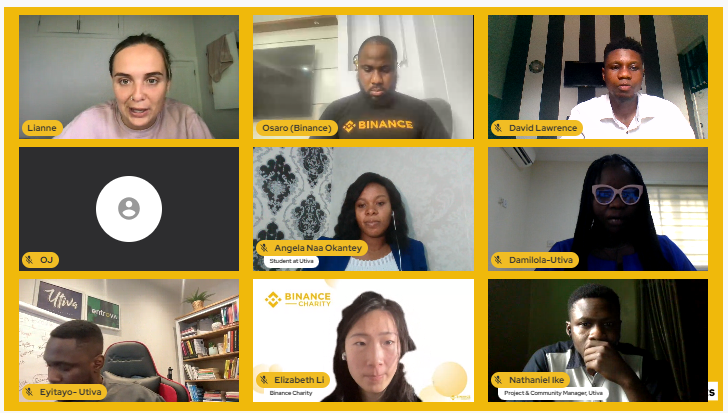 Lianne
Osaro (Binance)
BINANCE
David Lawrence
OJ
Angela Naa Okantey
Student at Utiva
Damilola-Utiva
Utiva
Eyitayo- Utiva
BINANCE
CHARITY
Elizabeth Li
Binance Charity
Nathaniel Ike
Project & Community Manager, Utiva
s